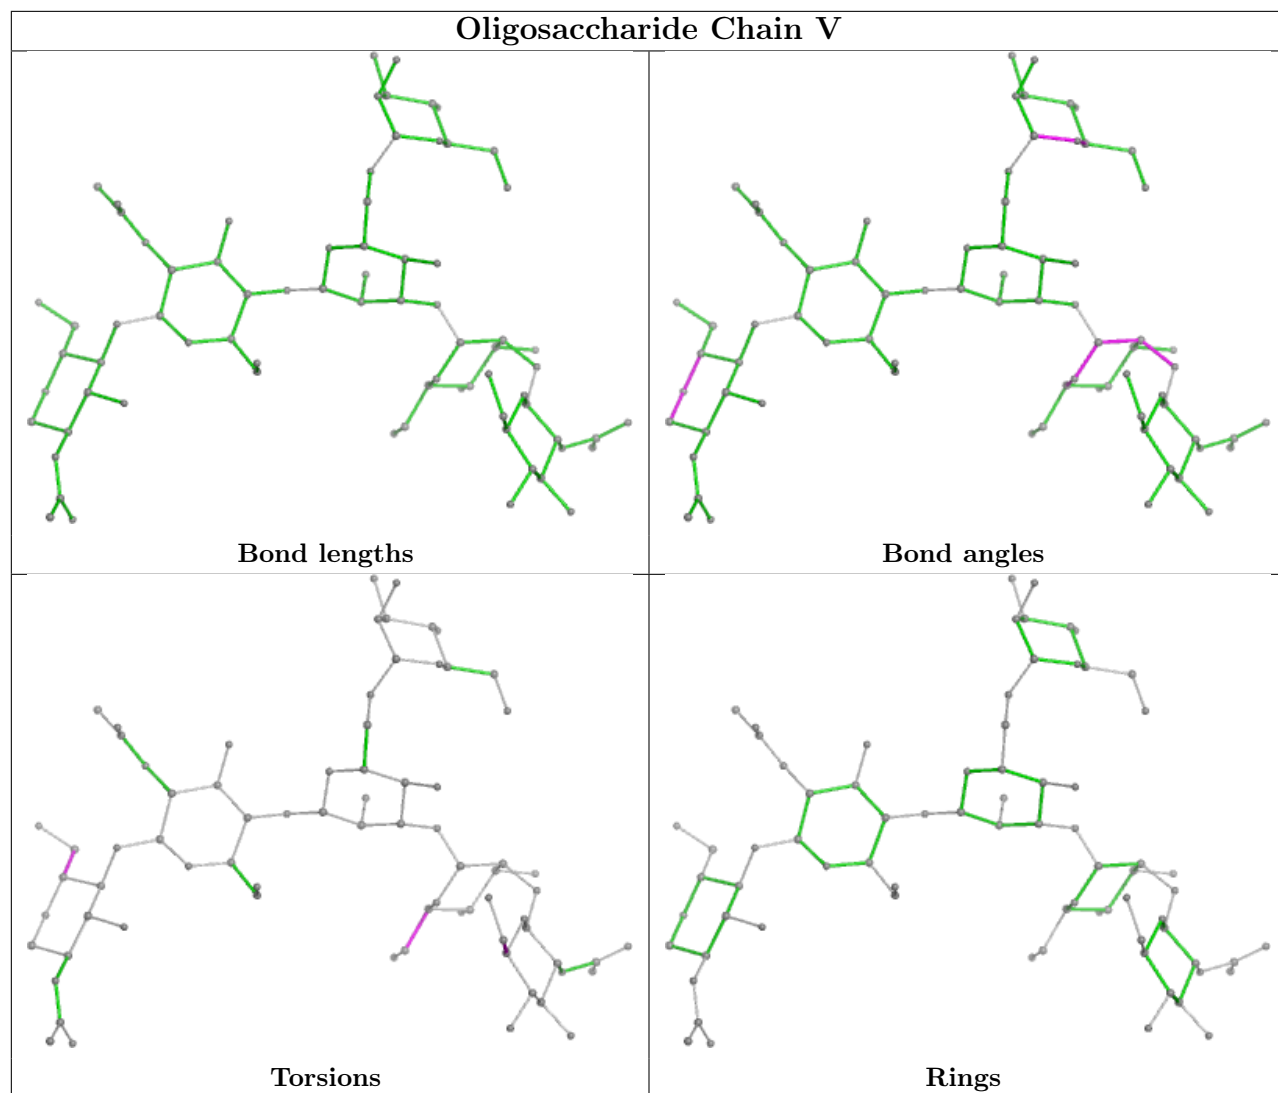 Oligosaccharide Chain V
Bond lengths
Bond angles
Torsions
Rings